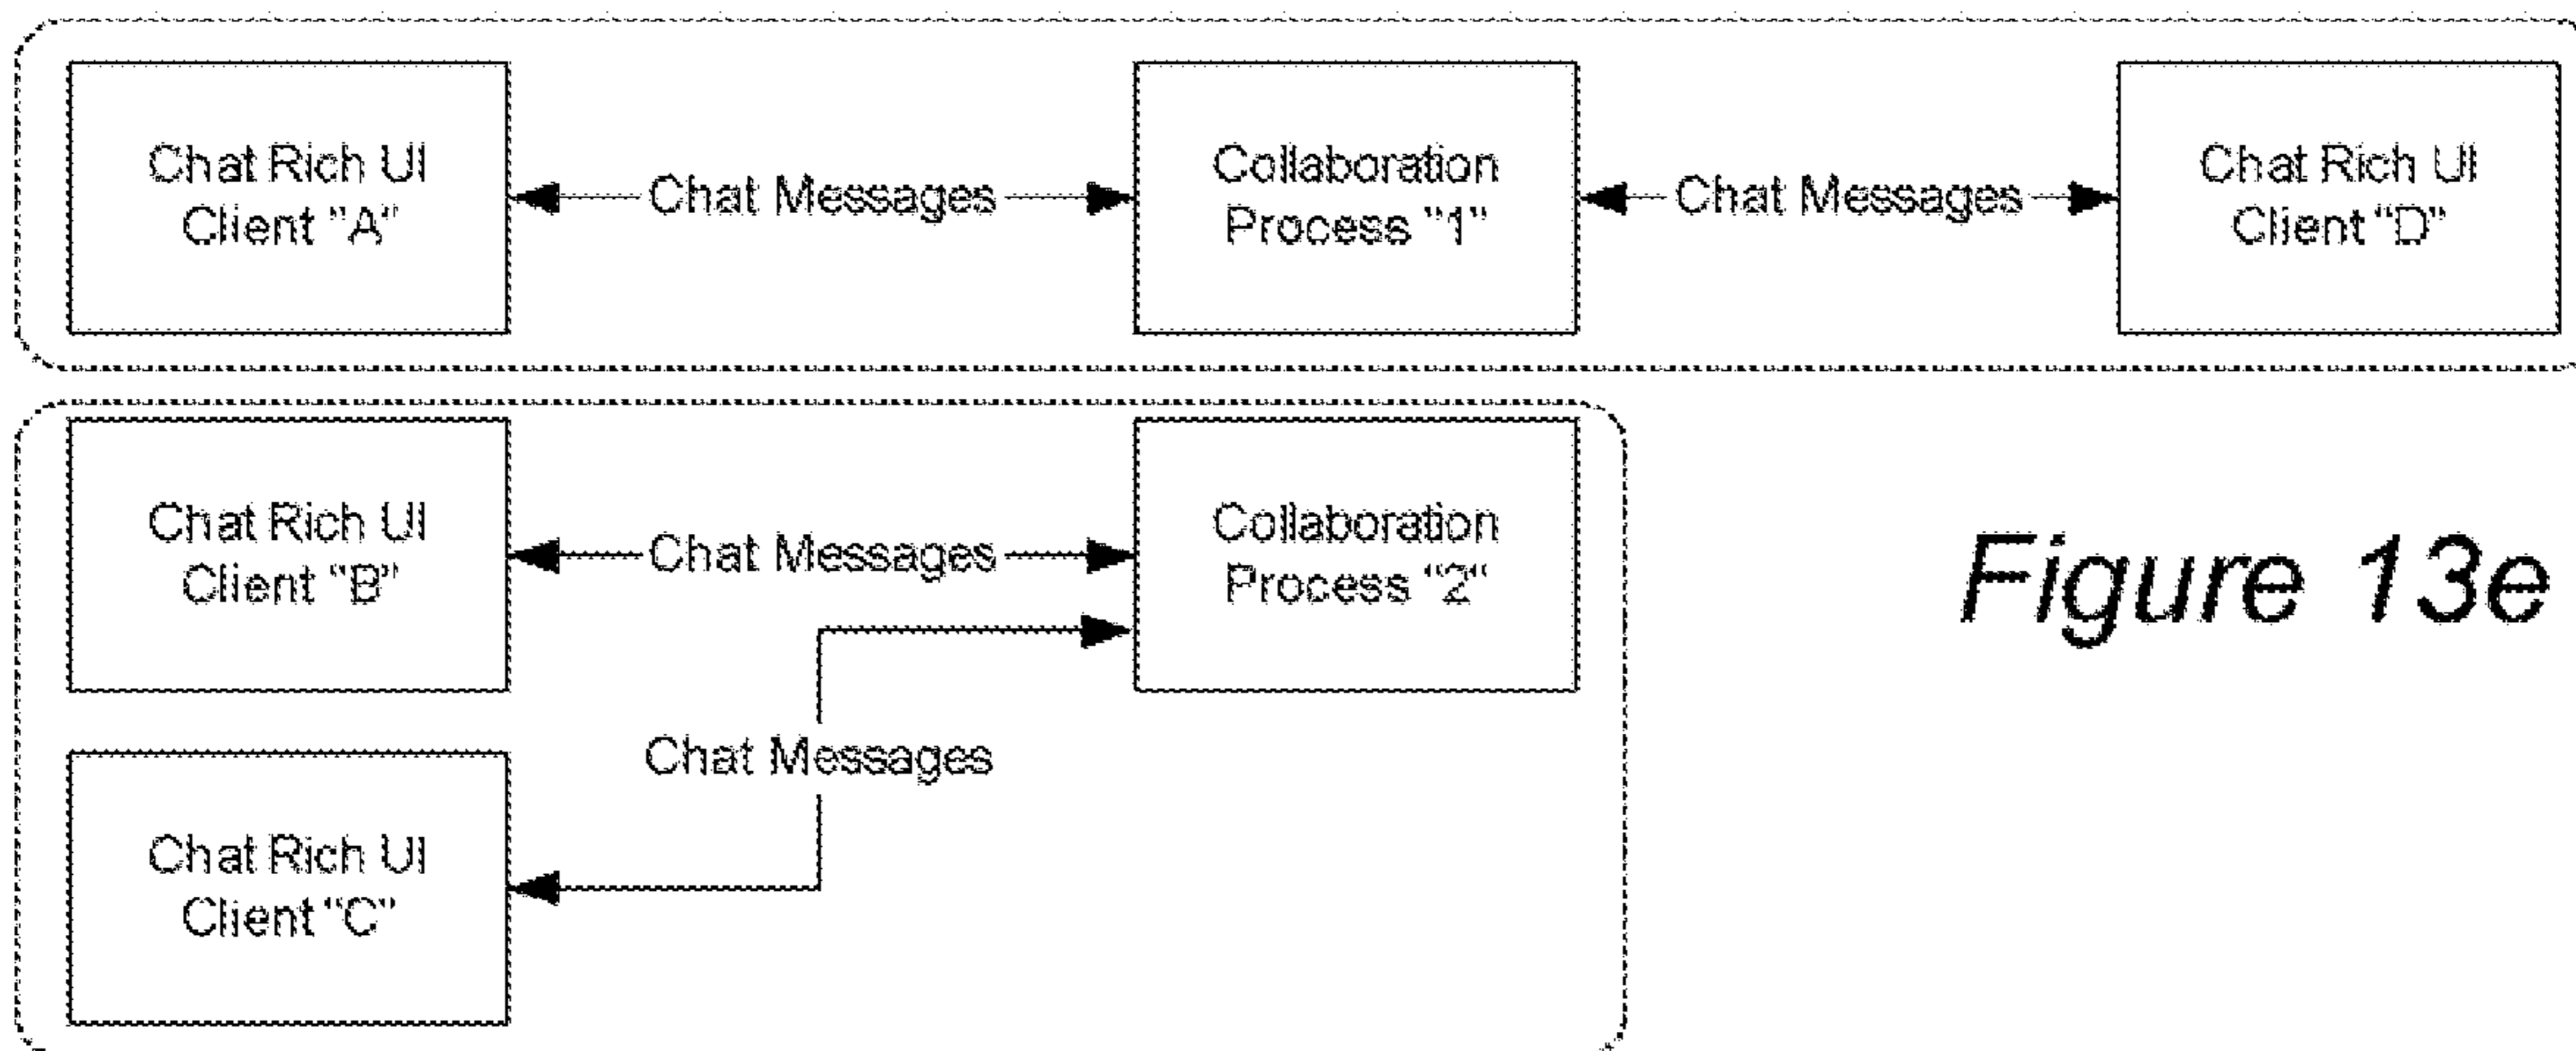 Chat Rich UI
Client "A"
Chat Messages
Collaboration
Process "1"
Chat Messages
Chat Rich UI
Client "D"
Chat Rich UI
Client "B"
Chat Messages
Collaboration
Process "2"
Figure 13e
Chat Messages
Chat Rich UI
Client "C"